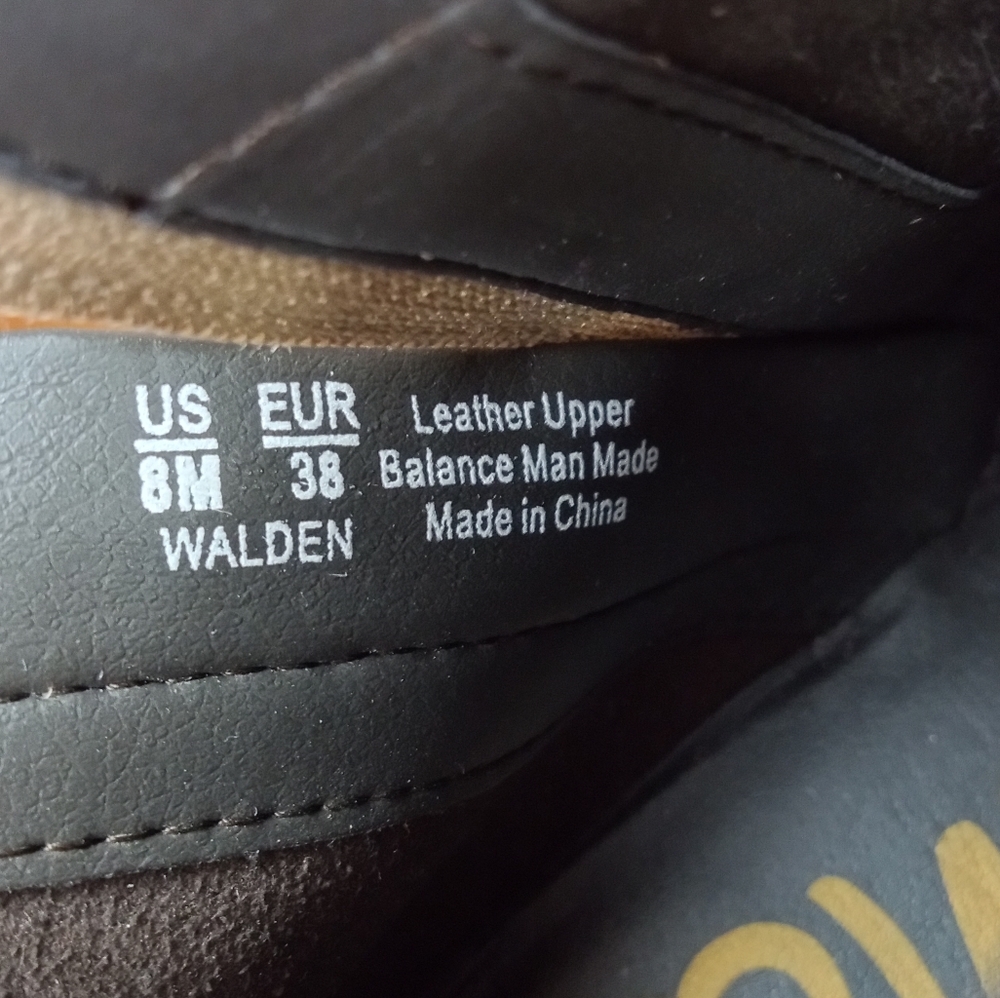 US EUR Leather Upper
8M 38 Balance Man Made
WALDEN Made in China